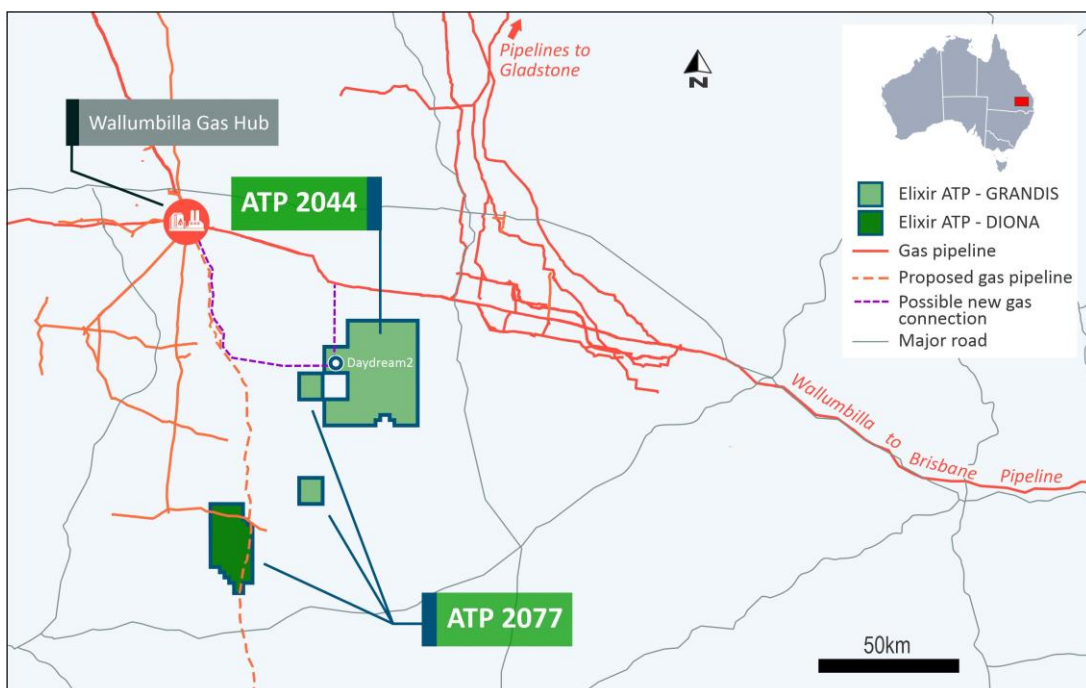 Pipelines to
Gladstone
N
Wallumbilla Gas Hub
ATP 2044
Elixir ATP - GRANDIS
Elixir ATP - DIONA
Gas pipeline
Proposed gas pipeline
Possible new gas
connection
Major road
Daydream2
Wallumbilla to Brisbane Pipeline
ATP 2077
50km